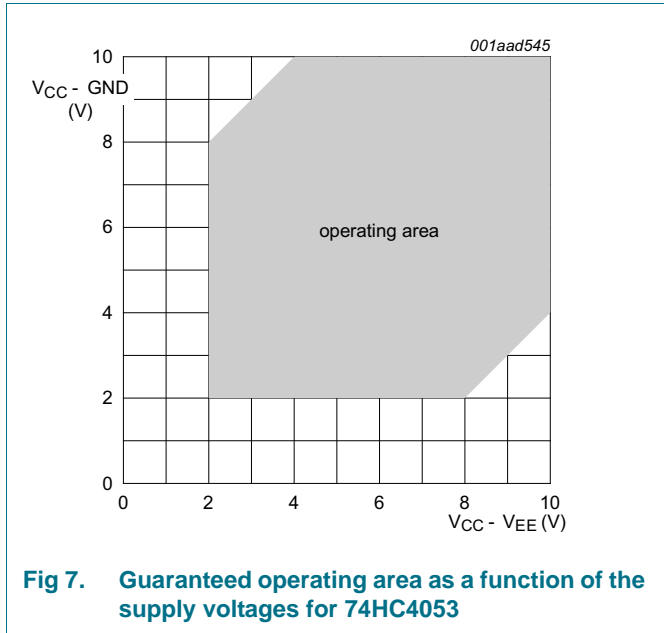 001aad545
10
VCC - GND
(V)
8
6
operating area
4
2
0
0 2 4 6 8 10
VCC - VEE (V)
Fig 7. Guaranteed operating area as a function of the
supply voltages for 74HC4053